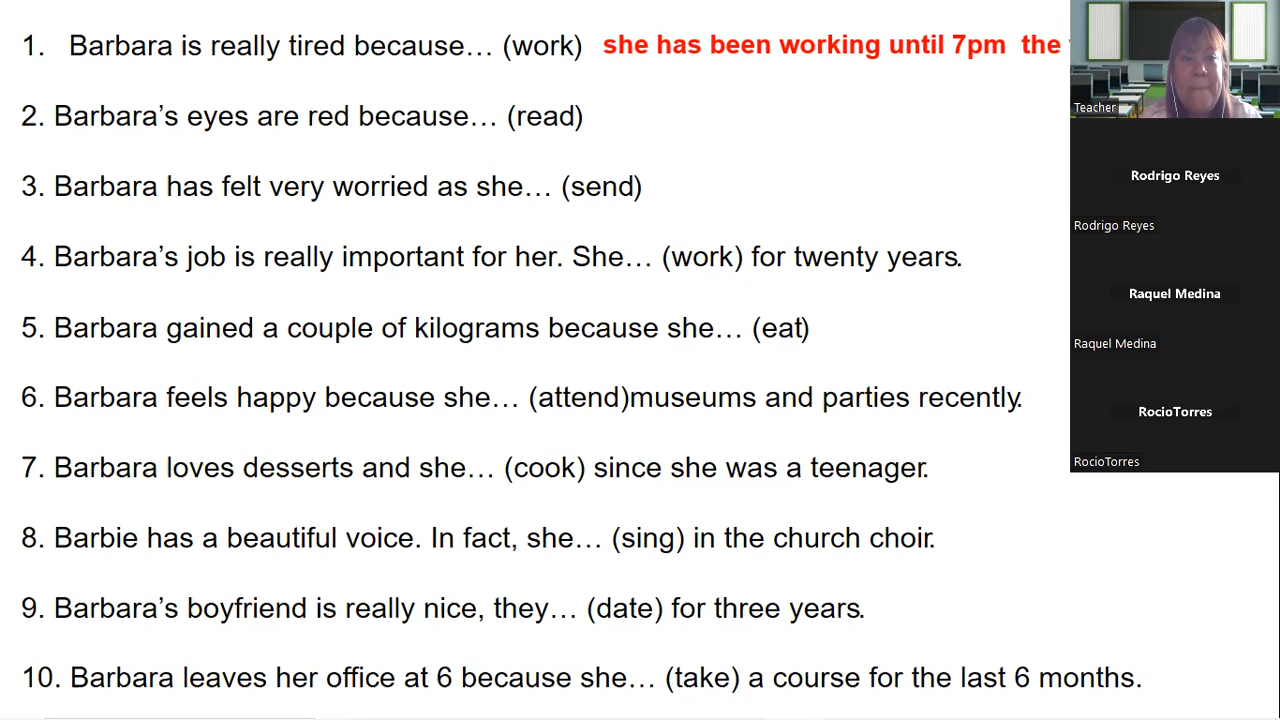 1. Barbara is really tired because… (work) she has been working until 7pm the
2. Barbara’s eyes are red because… (read)
3. Barbara has felt very worried as she… (send)
4. Barbara’s job is really important for her. She… (work) for twenty years.
5. Barbara gained a couple of kilograms because she… (eat)
6. Barbara feels happy because she… (attend)museums and parties recently.
7. Barbara loves desserts and she… (cook) since she was a teenager.
8. Barbie has a beautiful voice. In fact, she… (sing) in the church choir.
9. Barbara’s boyfriend is really nice, they… (date) for three years.
10. Barbara leaves her office at 6 because she… (take) a course for the last 6 months.
Teacher
Rodrigo Reyes
Rodrigo Reyes
Raquel Medina
Raquel Medina
RocioTorres
RocioTorres